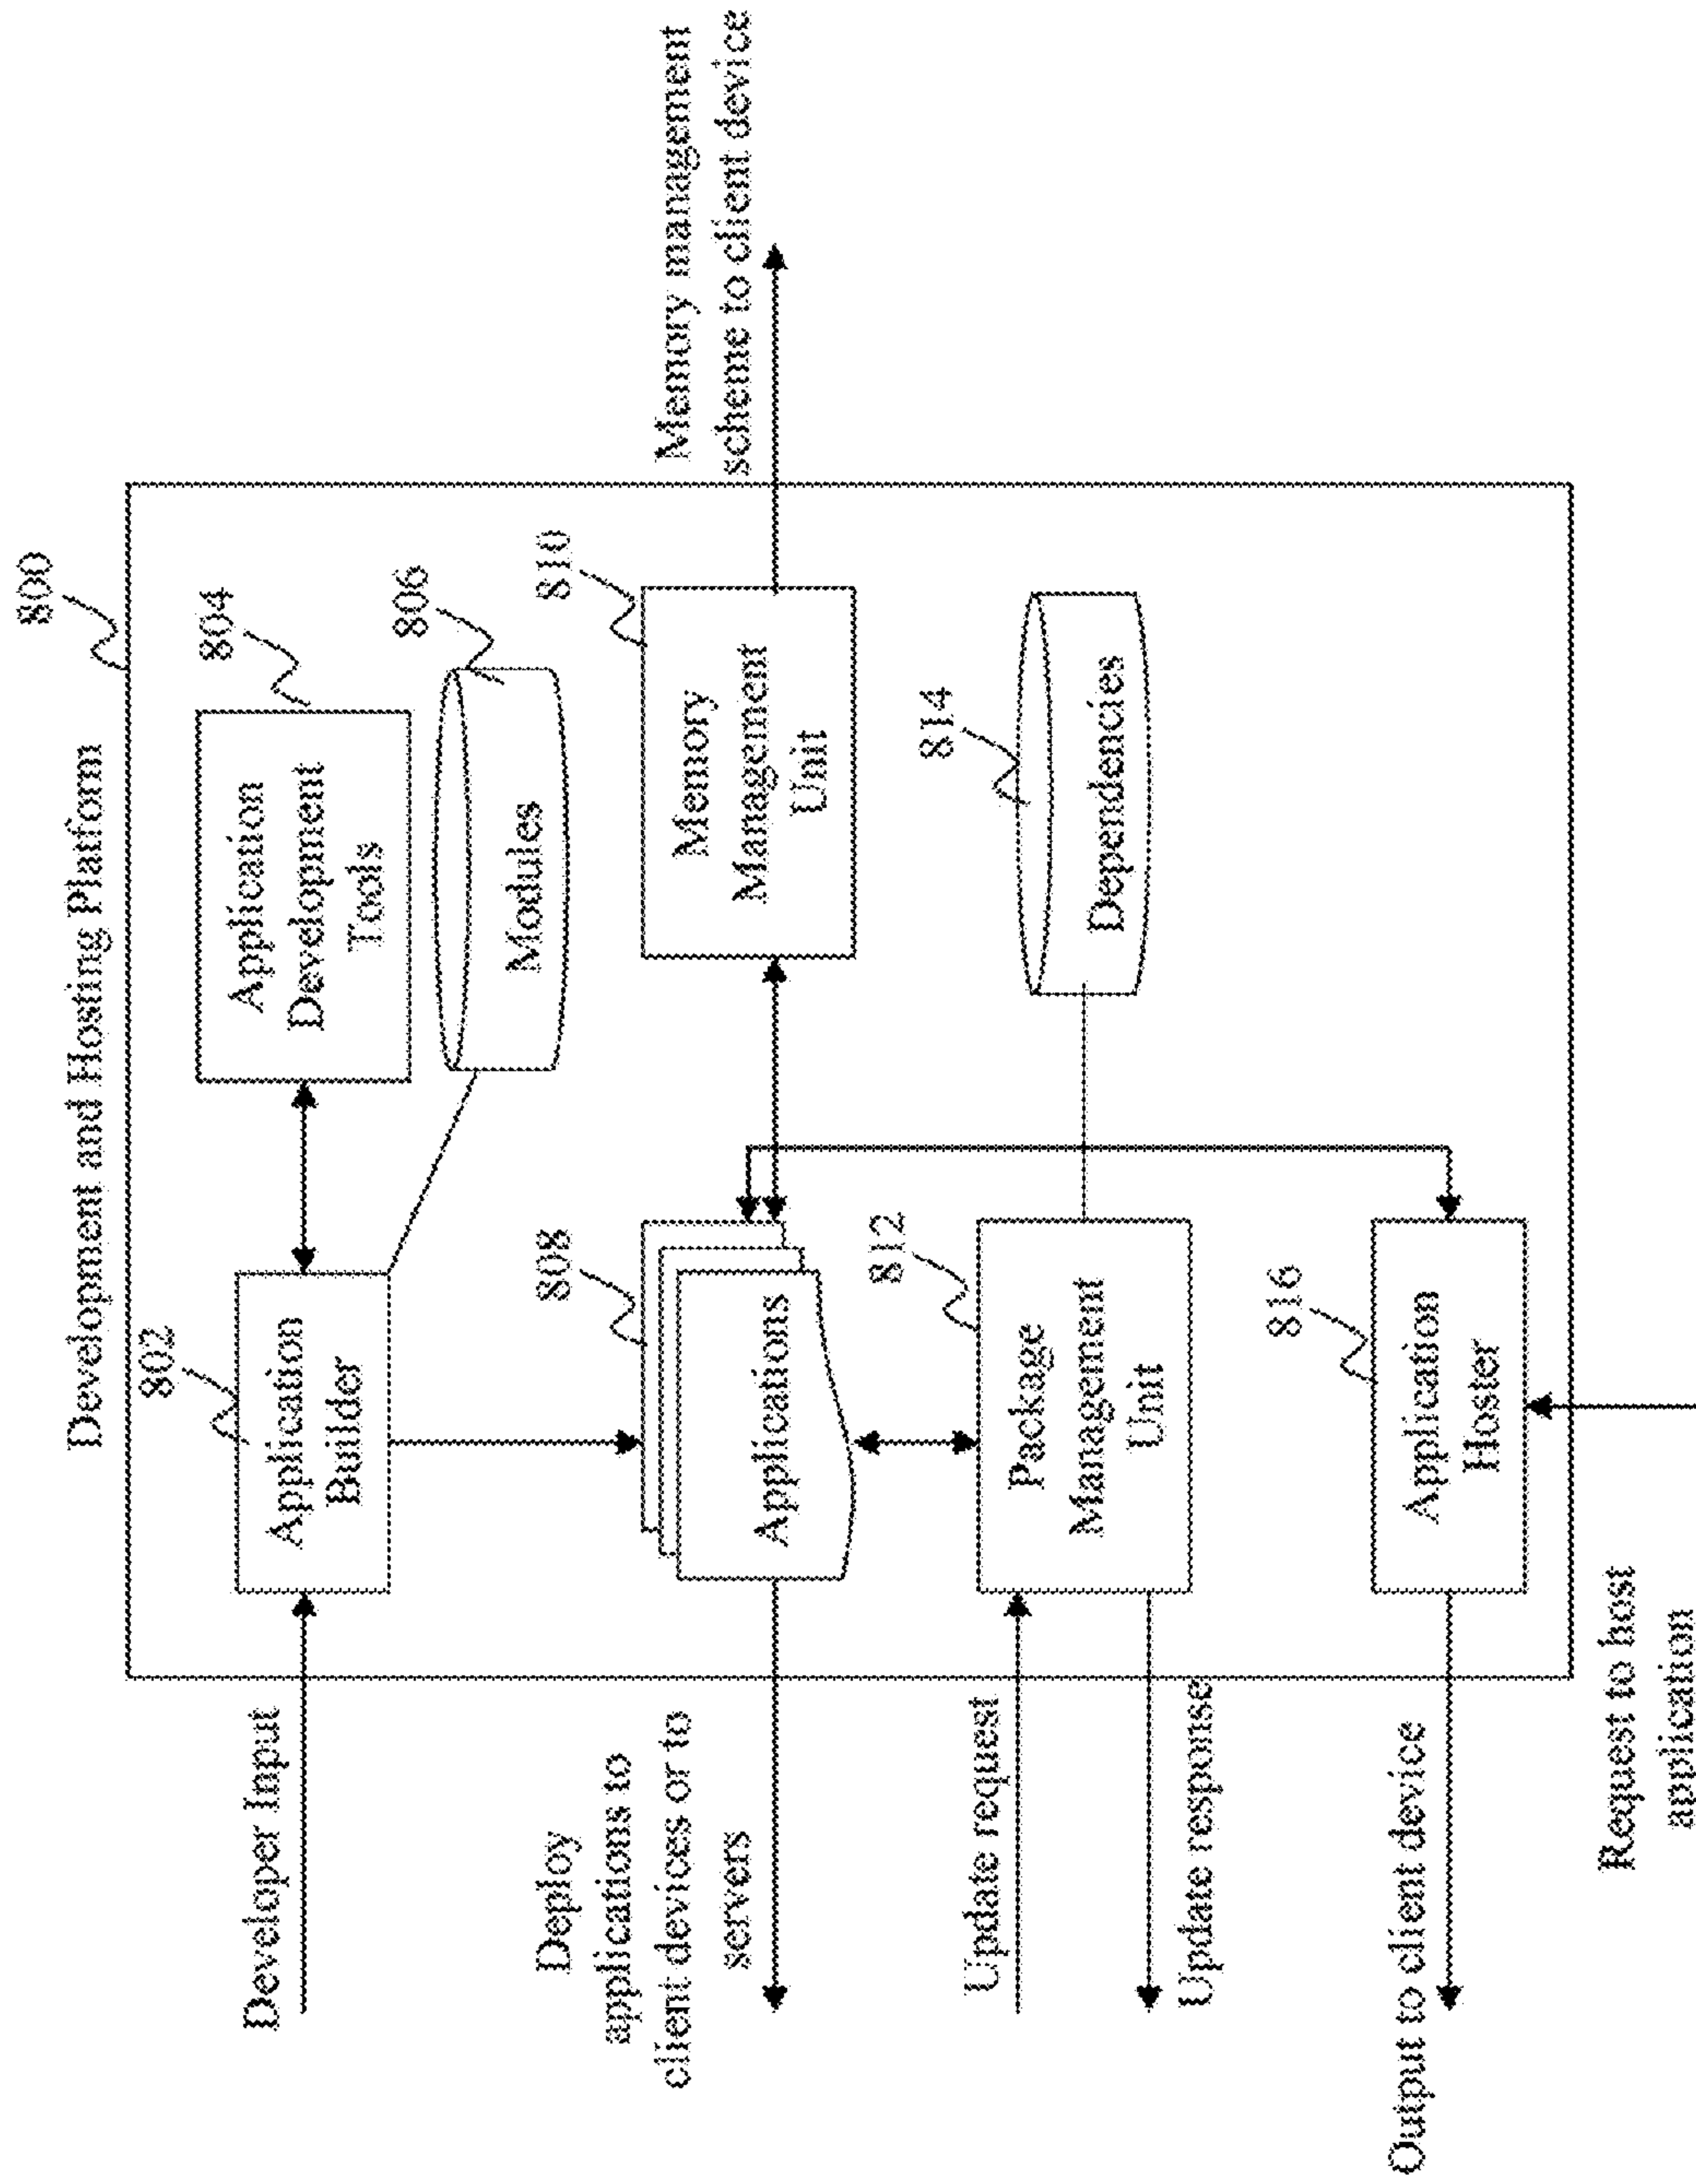 Development and Hosting Platform
800
802
804
Developer Input
Application
Builder
Application
Development
Tools
806
Modules
Deploy
applications to
client devices or to
servers
808
Applications
810
Memory
Management
Unit
Memory management
scheme to client device
Update request
Update response
812
Package
Management
Unit
814
Dependencies
816
Application
Hoster
Output to client device
Request to host
application